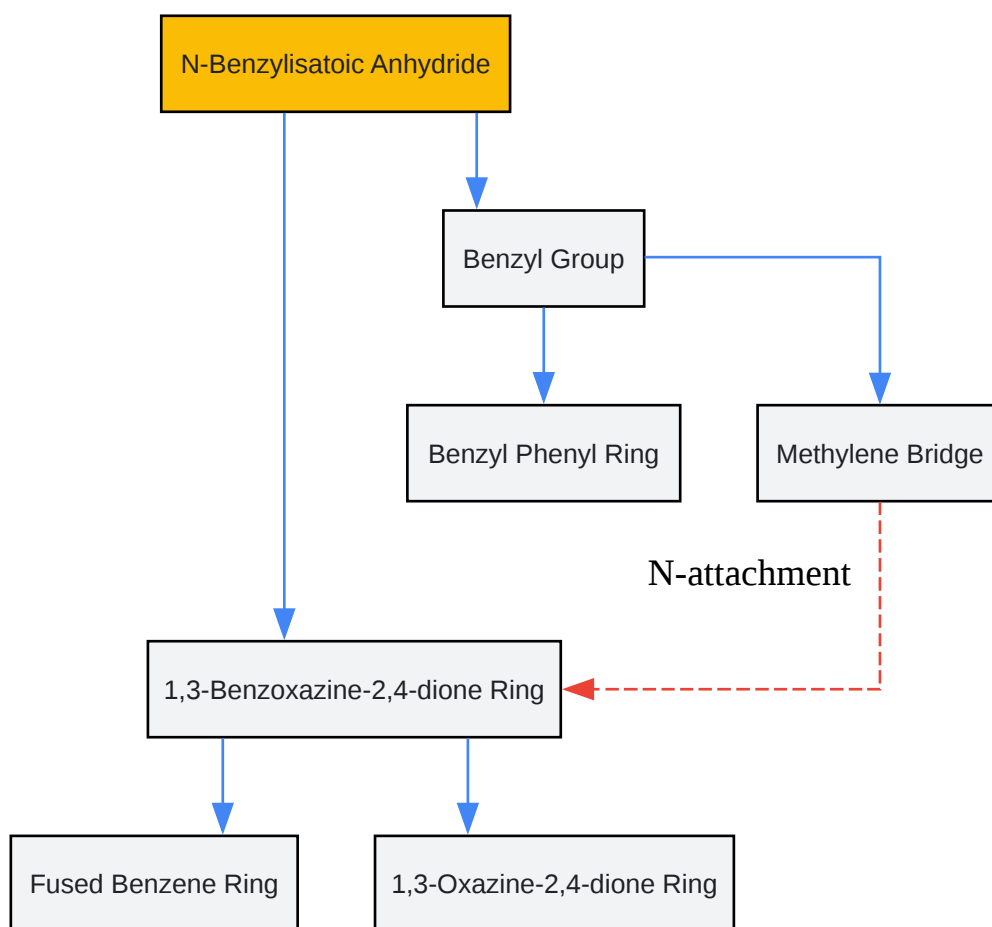 N-Benzylisatoic Anhydride
Benzyl Group
Benzyl Phenyl Ring
Methylene Bridge
N-attachment
1,3-Benzoxazine-2,4-dione Ring
Fused Benzene Ring
1,3-Oxazine-2,4-dione Ring